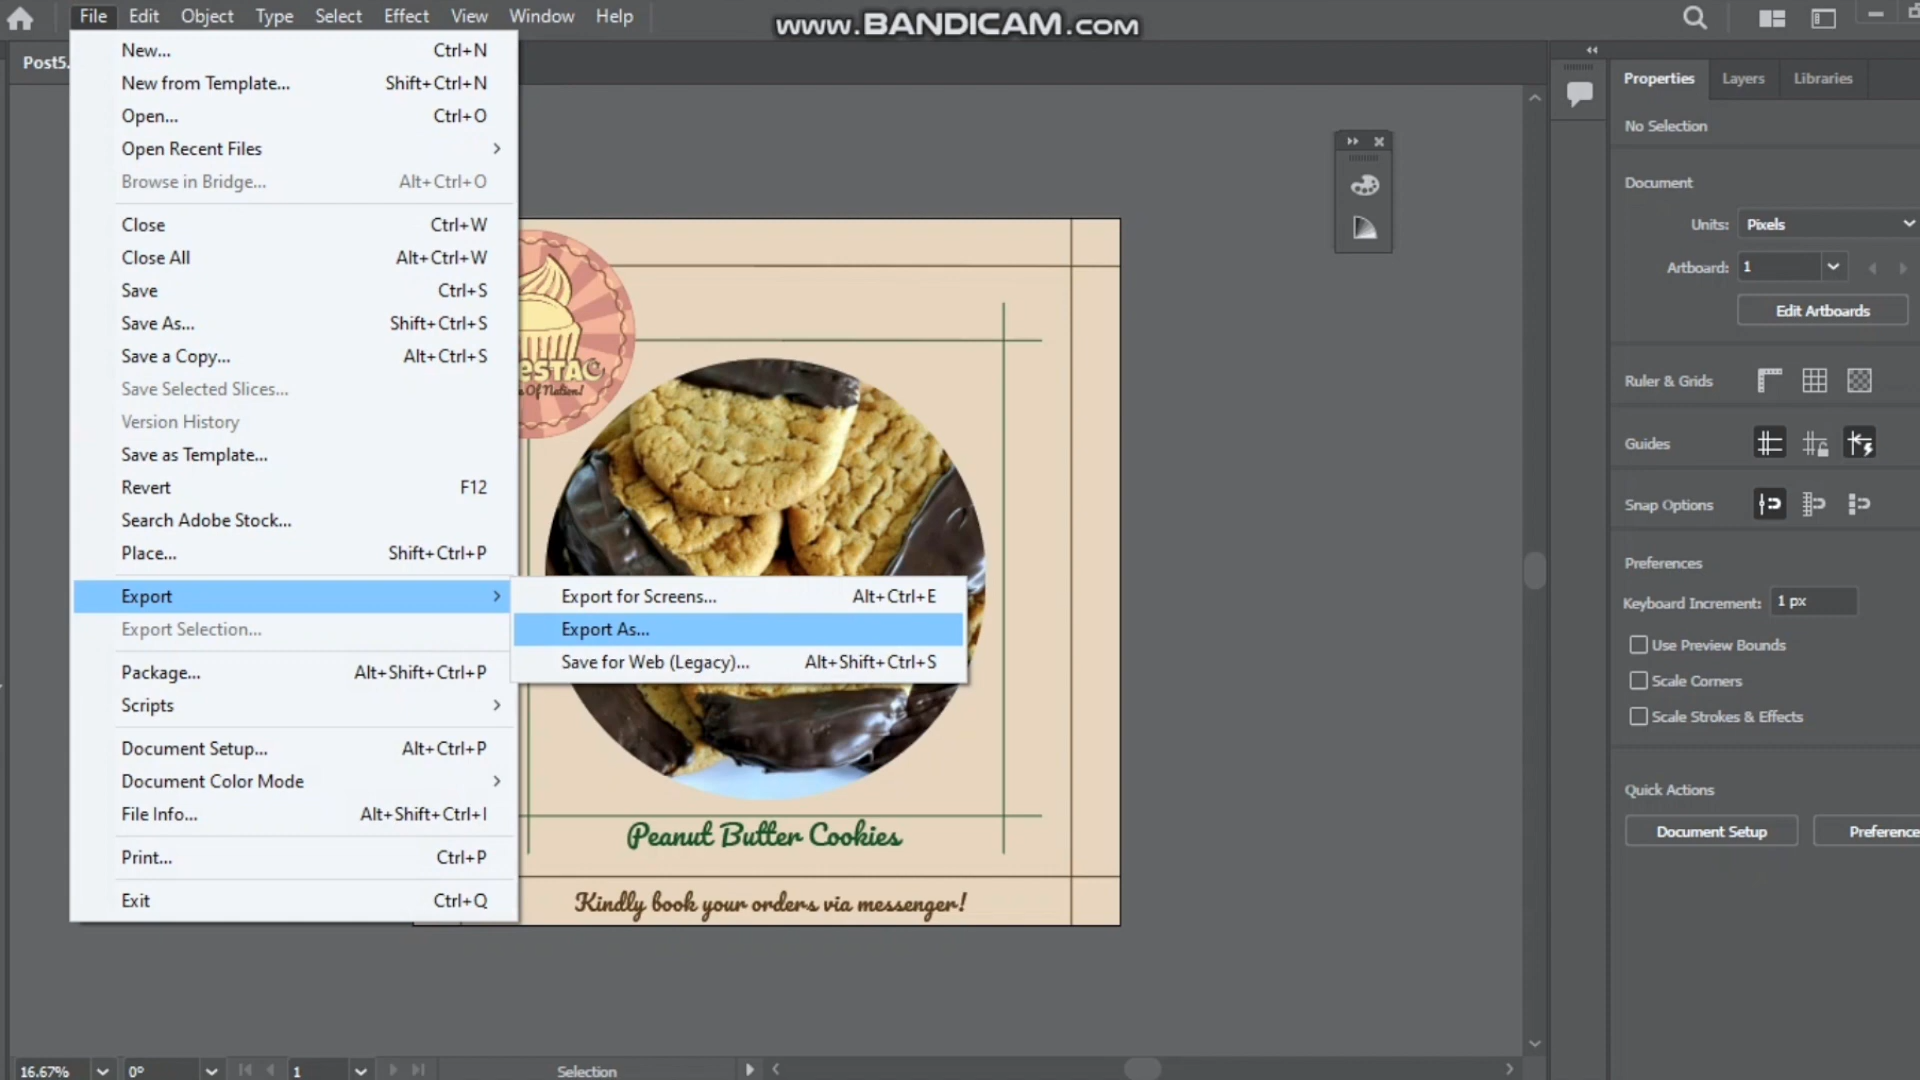 File Edit Object Type Select Effect View Window Help
www.BANDICAM.com
Post5.
New... Ctrl+N
New from Template... Shift+Ctrl+N
Open... Ctrl+O
Open Recent Files
Browse in Bridge... Alt+Ctrl+O
Close Ctrl+W
Close All Alt+Ctrl+W
Save Ctrl+S
Save As... Shift+Ctrl+S
Save a Copy... Alt+Ctrl+S
Save Selected Slices...
Version History
Save as Template...
Revert F12
Search Adobe Stock...
Place... Shift+Ctrl+P
Export
Export Selection...
Package... Alt+Shift+Ctrl+P
Scripts
Document Setup... Alt+Ctrl+P
Document Color Mode
File Info... Alt+Shift+Ctrl+I
Print... Ctrl+P
Exit Ctrl+Q
Export for Screens... Alt+Ctrl+E
Export As...
Save for Web (Legacy)... Alt+Shift+Ctrl+S
Of Nation!
Peanut Butter Cookies
Kindly book your orders via messenger!
Properties Layers Libraries
No Selection
Document
Units: Pixels
Artboard: 1
Edit Artboards
Ruler & Grids
Guides
Snap Options
Preferences
Keyboard Increment: 1 px
Use Preview Bounds
Scale Corners
Scale Strokes & Effects
Quick Actions
Document Setup Preference
16.67% 0° 1 Selection